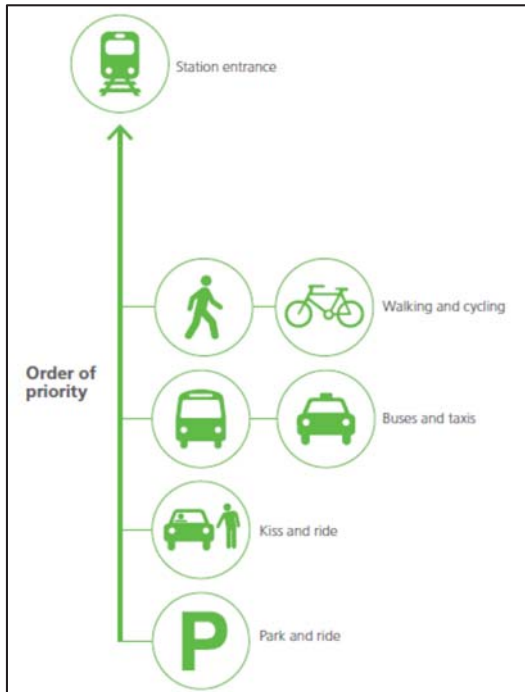 Station entrance
Walking and cycling
Order of
priority
Buses and taxis
Kiss and ride
P
Park and ride